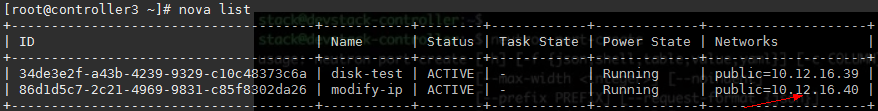 [root@controller3 ~]# nova list
+--------------------------------------+-------------+--------+------------+-------------+--------------------+
| ID | Name | Status | Task State | Power State | Networks |
+--------------------------------------+-------------+--------+------------+-------------+--------------------+
| 34de3e2f-a43b-4239-9329-c10c48373c6a | disk-test | ACTIVE | - | Running | public=10.12.16.39 |
| 86d1d5c7-2c21-4969-9831-c85f8302da26 | modify-ip | ACTIVE | - | Running | public=10.12.16.40 |
+--------------------------------------+-------------+--------+------------+-------------+--------------------+